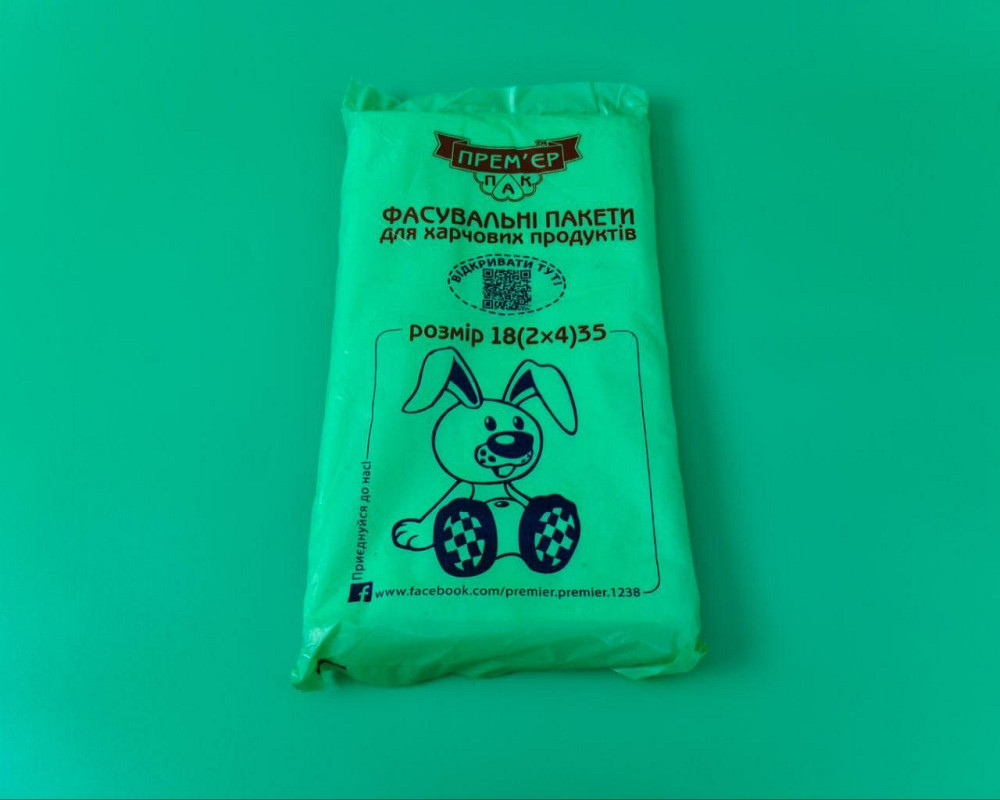 ТМ
ПРЕМ'ЄР
ПАК
ФАСУВАЛЬНІ ПАКЕТИ
для харчових продуктів
ВІДКРИВАТИ ТУТ!
розмір 18(2×4)35
Приєднуйся до нас!
f www.facebook.com/premier.premier.1238